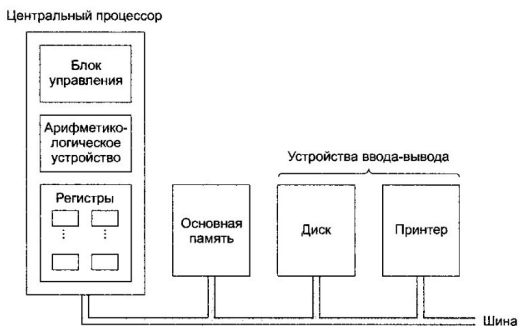 Центральный процессор
Блок
управления
Арифметико-
логическое
устройство
Регистры
Устройства ввода-вывода
Основная
память
Диск
Принтер
Шина